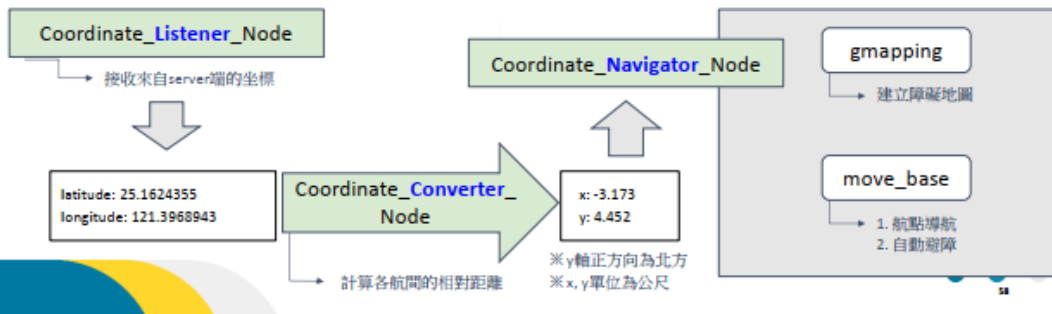 Coordinate_Listener_Node
接收來自server端的坐標
latitude: 25.1624355
longitude: 121.3968943
Coordinate_Converter_
Node
計算各航間的相對距離
x: -3.173
y: 4.452
※y軸正方向為北方
※x, y單位為公尺
Coordinate_Navigator_Node
gmapping
建立障礙地圖
move_base
1. 航點導航
2. 自動避障
58